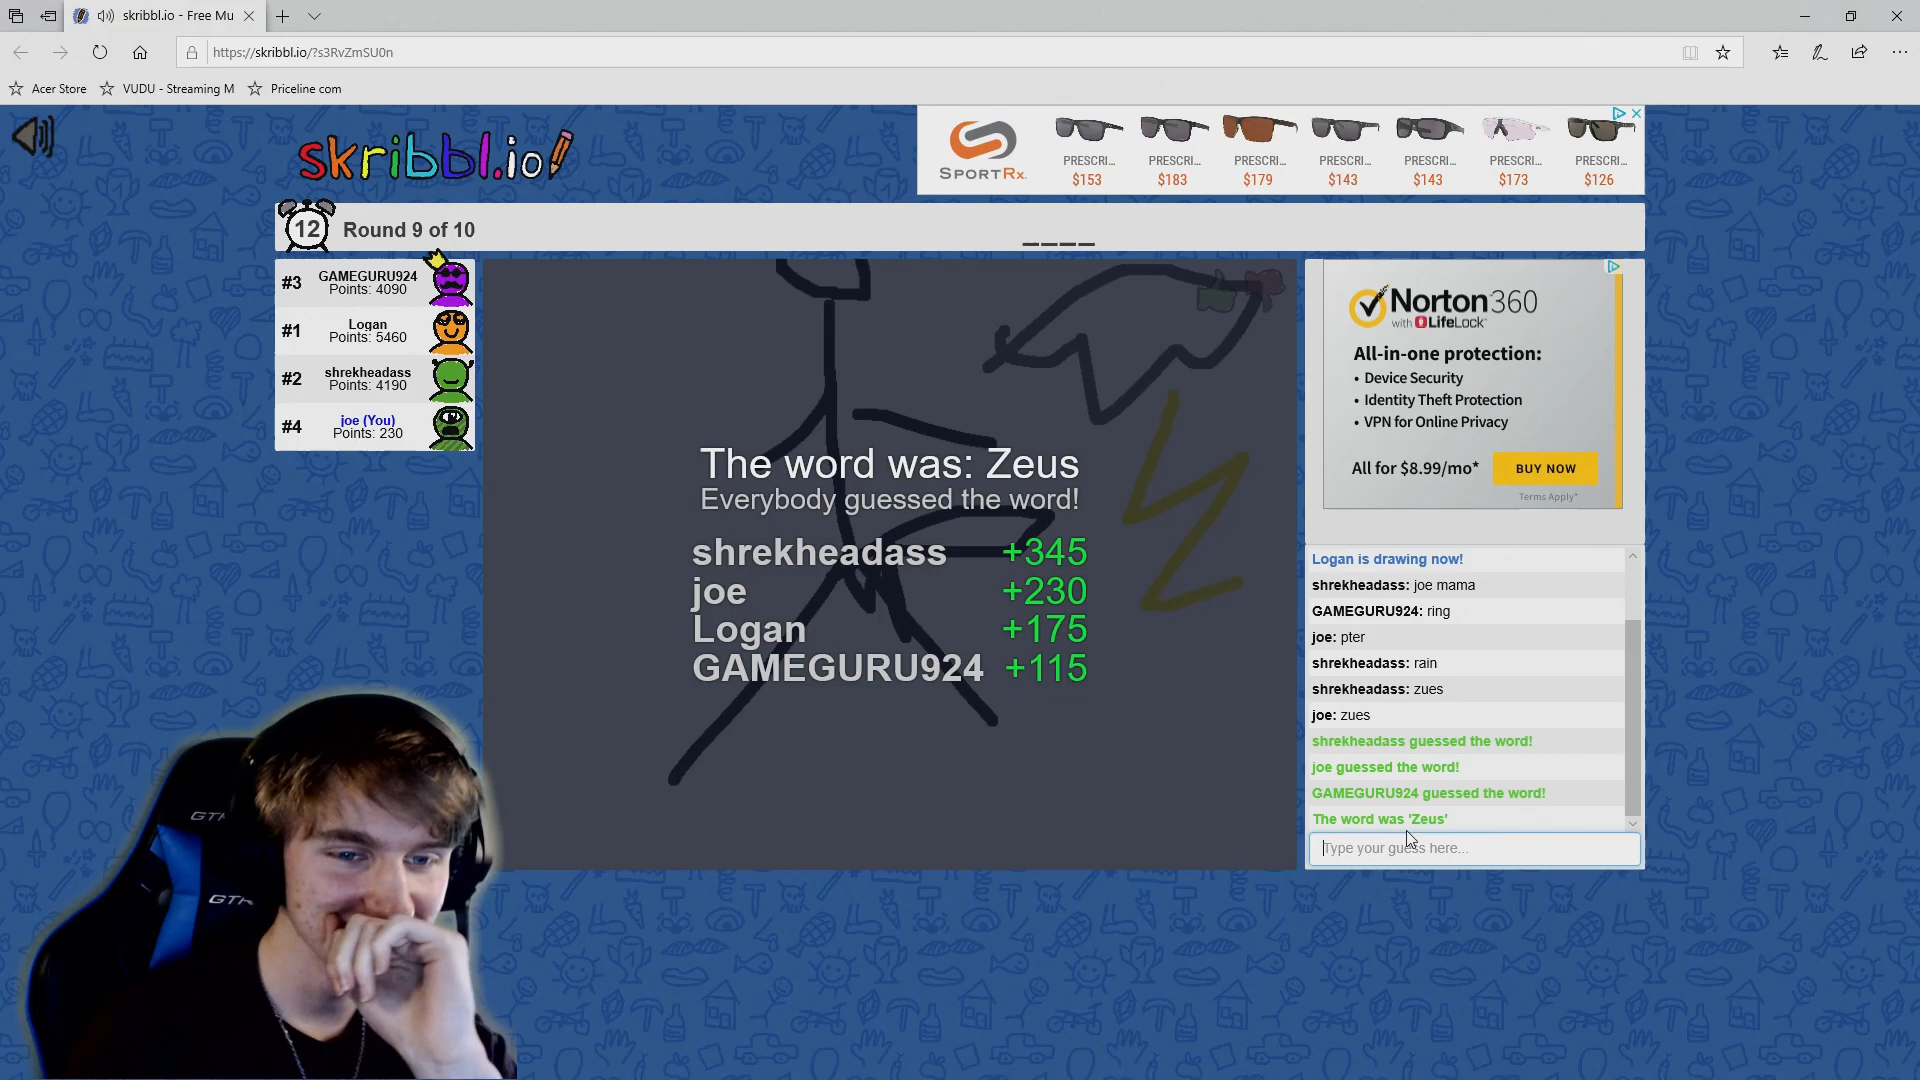 skribbl.io - Free Mu
https://skribbl.io/?s3RvZmSU0n
Acer Store
VUDU - Streaming M
Priceline com
skribbl.io
SPORTRx.
PRESCRI... PRESCRI... PRESCRI... PRESCRI... PRESCRI... PRESCRI... PRESCRI...
$153 $183 $179 $143 $143 $173 $126
12
Round 9 of 10
____
#3 GAMEGURU924
Points: 4090
#1 Logan
Points: 5460
#2 shrekheadass
Points: 4190
#4 joe (You)
Points: 230
The word was: Zeus
Everybody guessed the word!
shrekheadass +345
joe +230
Logan +175
GAMEGURU924 +115
Norton 360
with LifeLock
All-in-one protection:
• Device Security
• Identity Theft Protection
• VPN for Online Privacy
All for $8.99/mo*
BUY NOW
Terms Apply*
Logan is drawing now!
shrekheadass: joe mama
GAMEGURU924: ring
joe: pter
shrekheadass: rain
shrekheadass: zues
joe: zues
shrekheadass guessed the word!
joe guessed the word!
GAMEGURU924 guessed the word!
The word was 'Zeus'
Type your guess here...